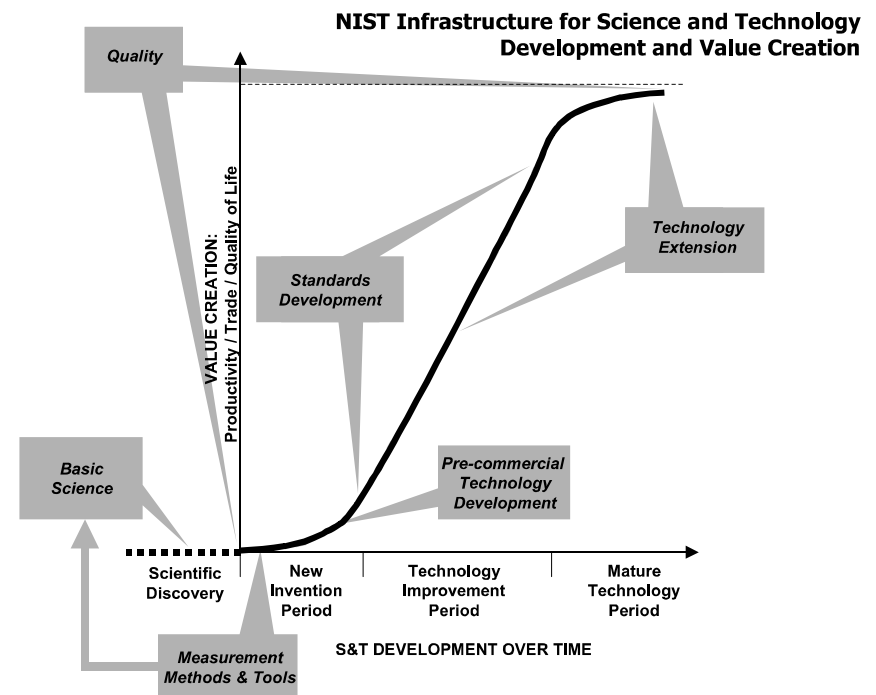 NIST Infrastructure for Science and Technology
Development and Value Creation
Quality
VALUE CREATION:
Productivity / Trade / Quality of Life
Technology
Extension
Standards
Development
Basic
Science
Pre-commercial
Technology
Development
Scientific
Discovery
New
Invention
Period
Technology
Improvement
Period
Mature
Technology
Period
Measurement
Methods & Tools
S&T DEVELOPMENT OVER TIME